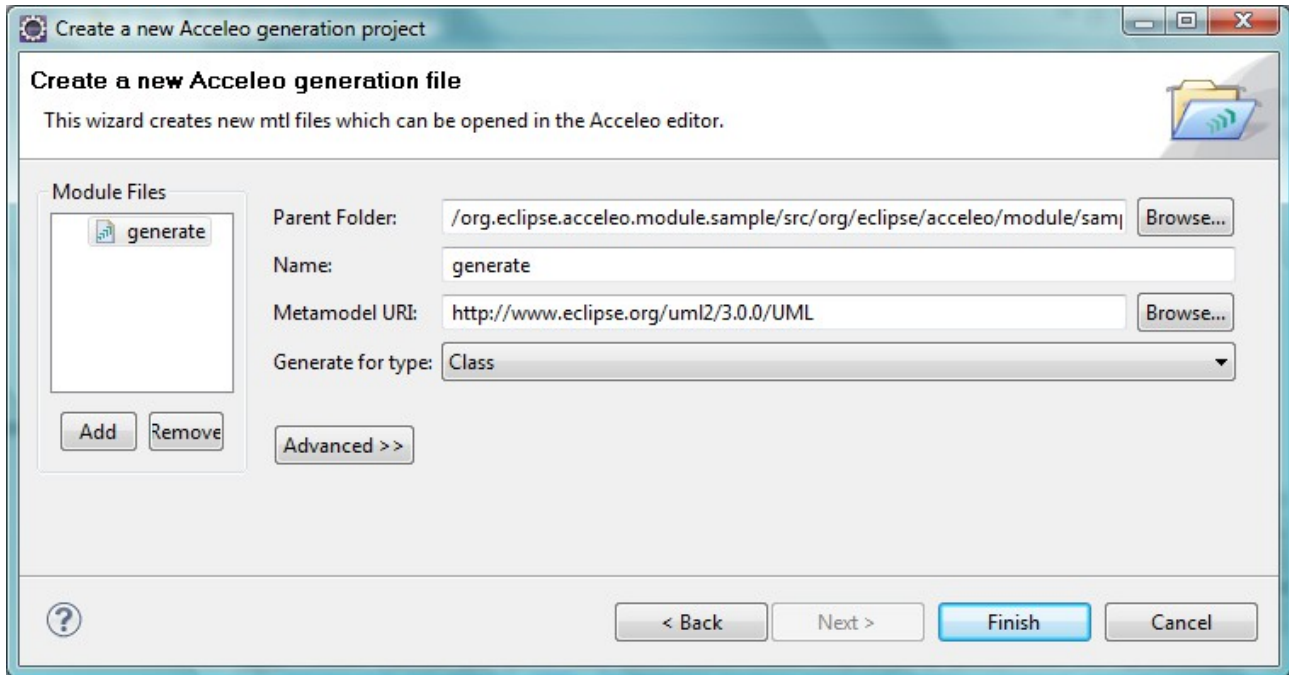 Create a new Acceleo generation project
Create a new Acceleo generation file
This wizard creates new mtl files which can be opened in the Acceleo editor.
Module Files
generate
Add Remove
Parent Folder: /org.eclipse.acceleo.module.sample/src/org/eclipse/acceleo/module/samp Browse...
Name: generate
Metamodel URI: http://www.eclipse.org/uml2/3.0.0/UML Browse...
Generate for type: Class
Advanced >>
? < Back Next > Finish Cancel